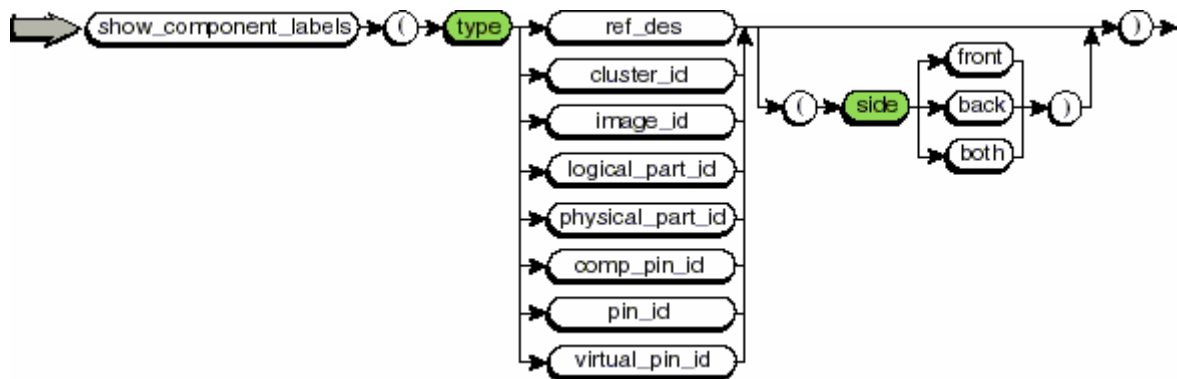 show_component_labels ( type ref_des )
cluster_id
image_id
logical_part_id
physical_part_id
comp_pin_id
pin_id
virtual_pin_id
front
( side back )
both